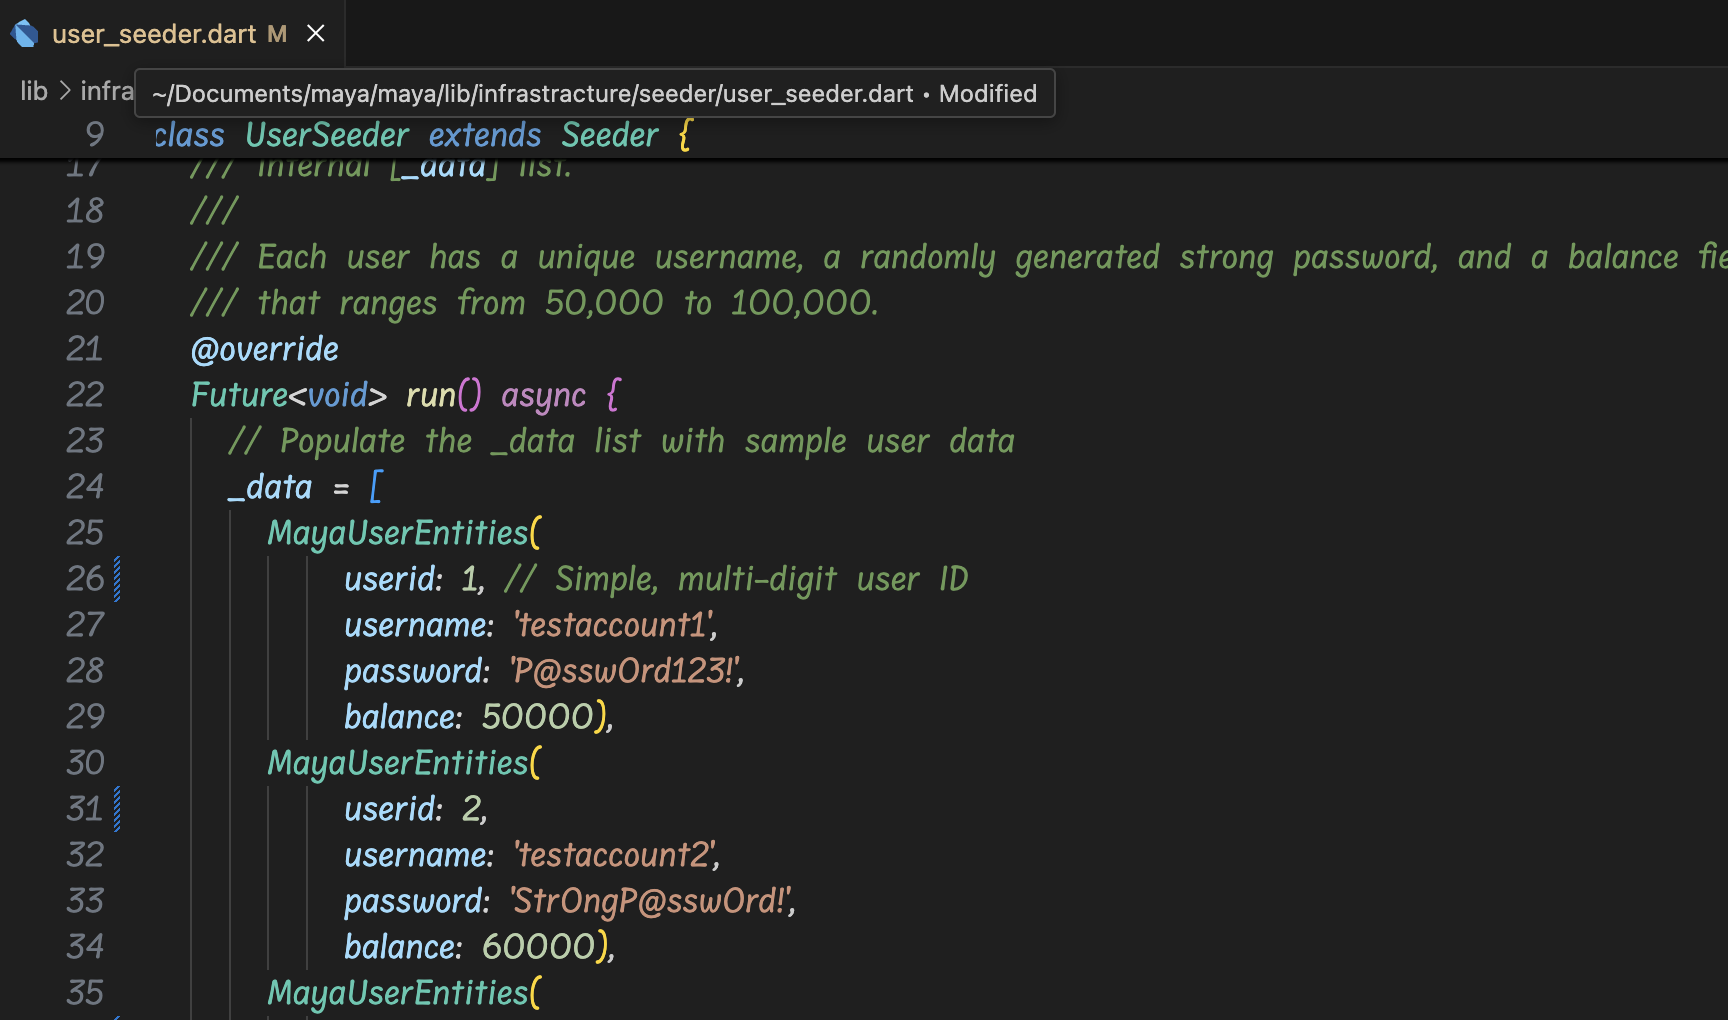 user_seeder.dart M
lib > infra
~/Documents/maya/maya/lib/infrastracture/seeder/user_seeder.dart • Modified
9 class UserSeeder extends Seeder {
17 /// internal [_data] list.
18 ///
19 /// Each user has a unique username, a randomly generated strong password, and a balance fie
20 /// that ranges from 50,000 to 100,000.
21 @override
22 Future<void> run() async {
23 // Populate the _data list with sample user data
24 _data = [
25 MayaUserEntities(
26 userid: 1, // Simple, multi-digit user ID
27 username: 'testaccount1',
28 password: 'P@ssw0rd123!',
29 balance: 50000),
30 MayaUserEntities(
31 userid: 2,
32 username: 'testaccount2',
33 password: 'Str0ngP@ssw0rd!',
34 balance: 60000),
35 MayaUserEntities(